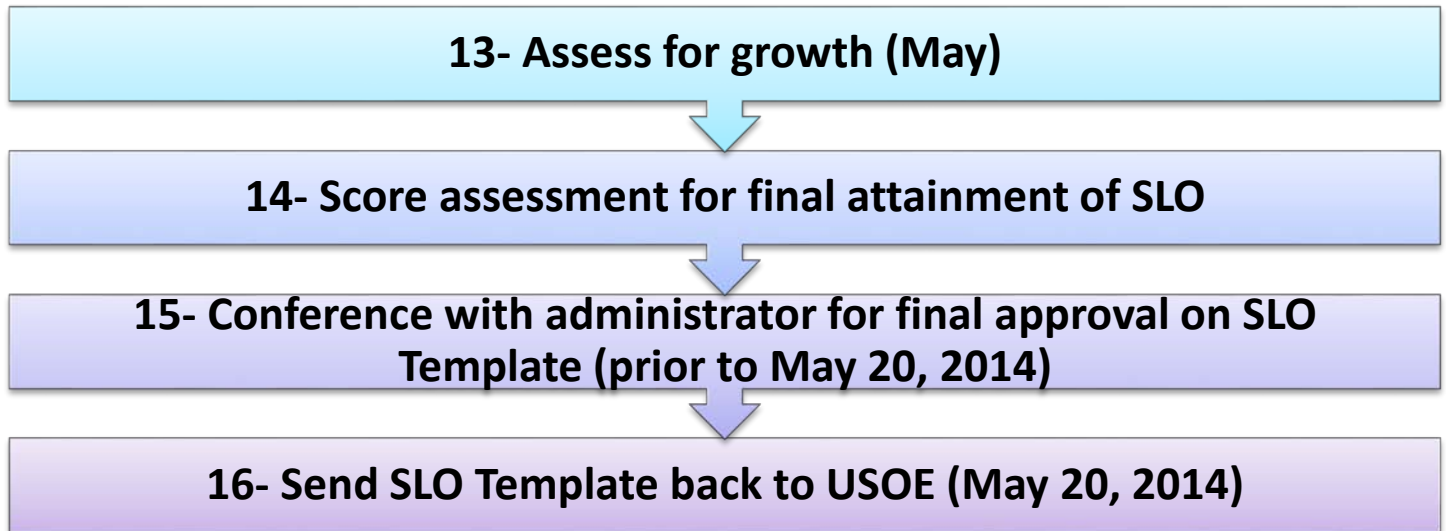 13- Assess for growth (May)
14- Score assessment for final attainment of SLO
15- Conference with administrator for final approval on SLO
Template (prior to May 20, 2014)
16- Send SLO Template back to USOE (May 20, 2014)